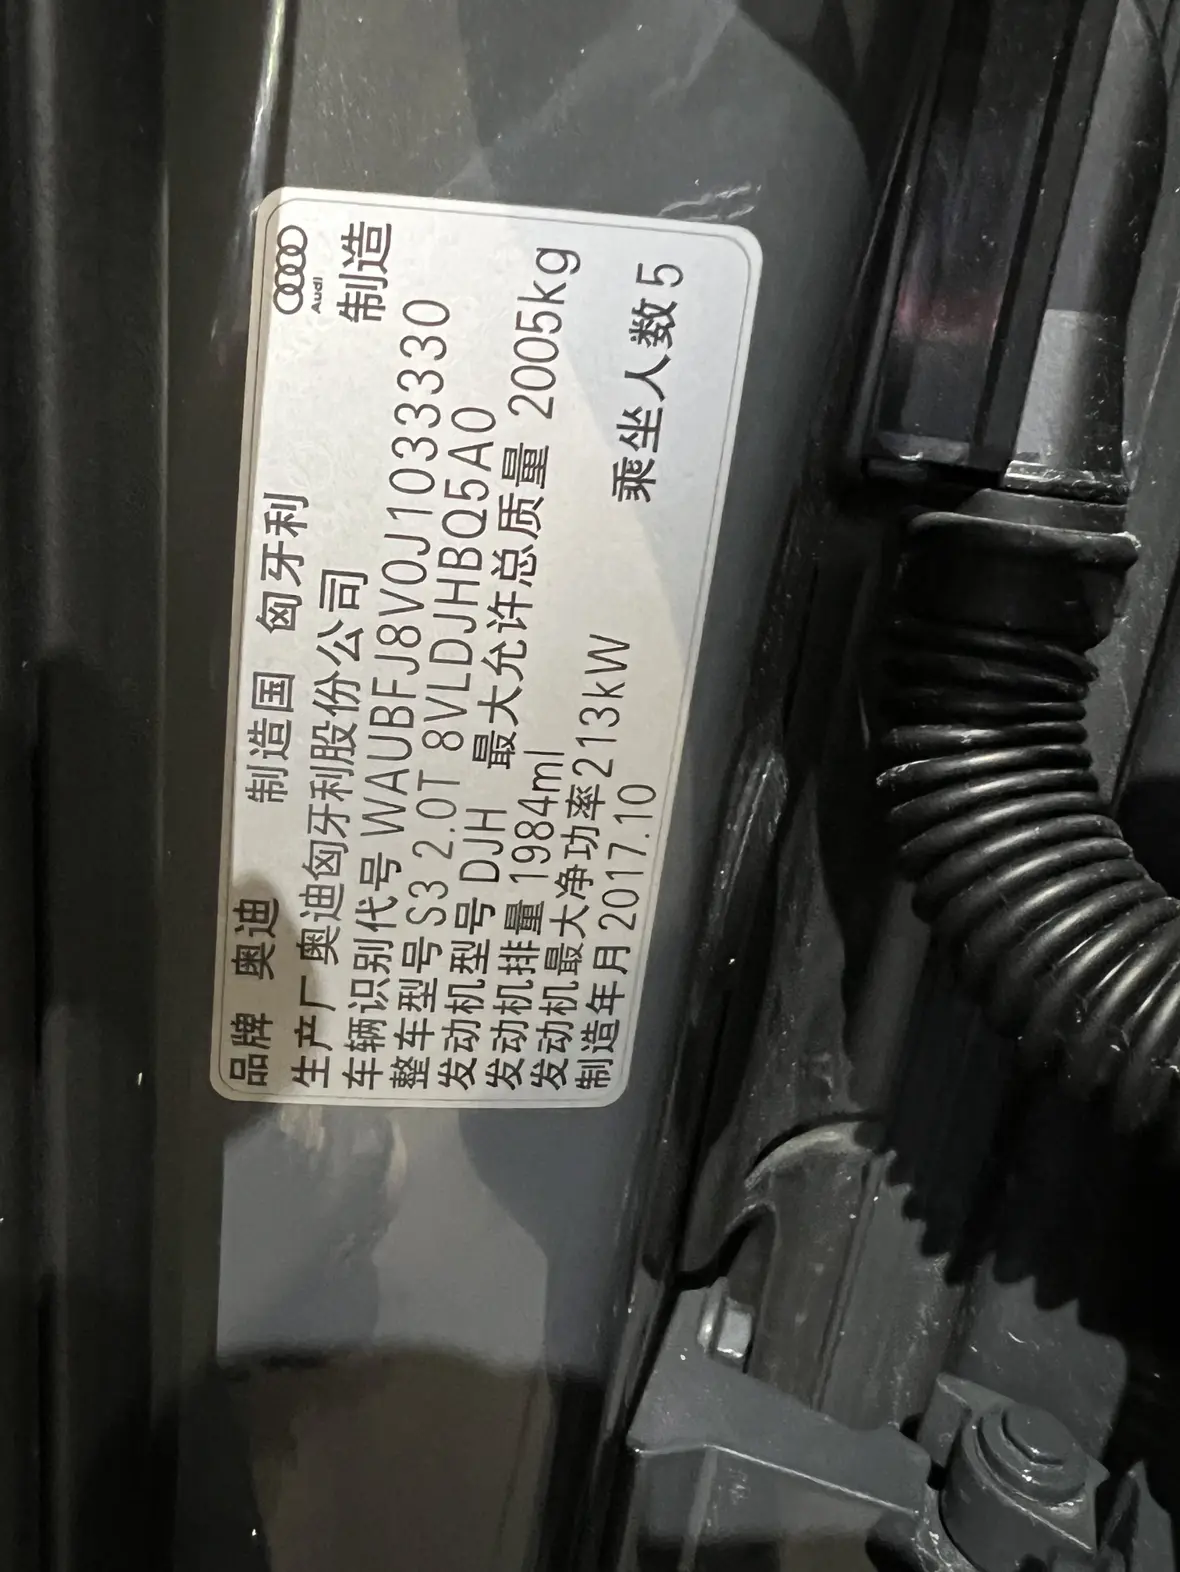 Audi
品牌 奥迪 制造国 匈牙利
生产厂 奥迪匈牙利股份公司 制造
车辆识别代号 WAUBFJ8V0J1033330
整车型号 S3 2.0T 8VLDJHBQ5A0
发动机型号 DJH 最大允许总质量 2005kg
发动机排量 1984ml
发动机最大净功率 213kW
制造年月 2017.10 乘坐人数 5